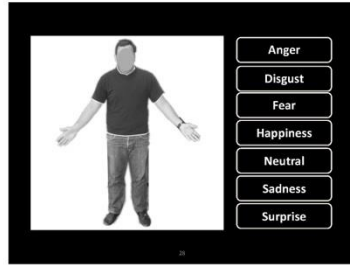 Anger
Disgust
Fear
Happiness
Neutral
Sadness
Surprise